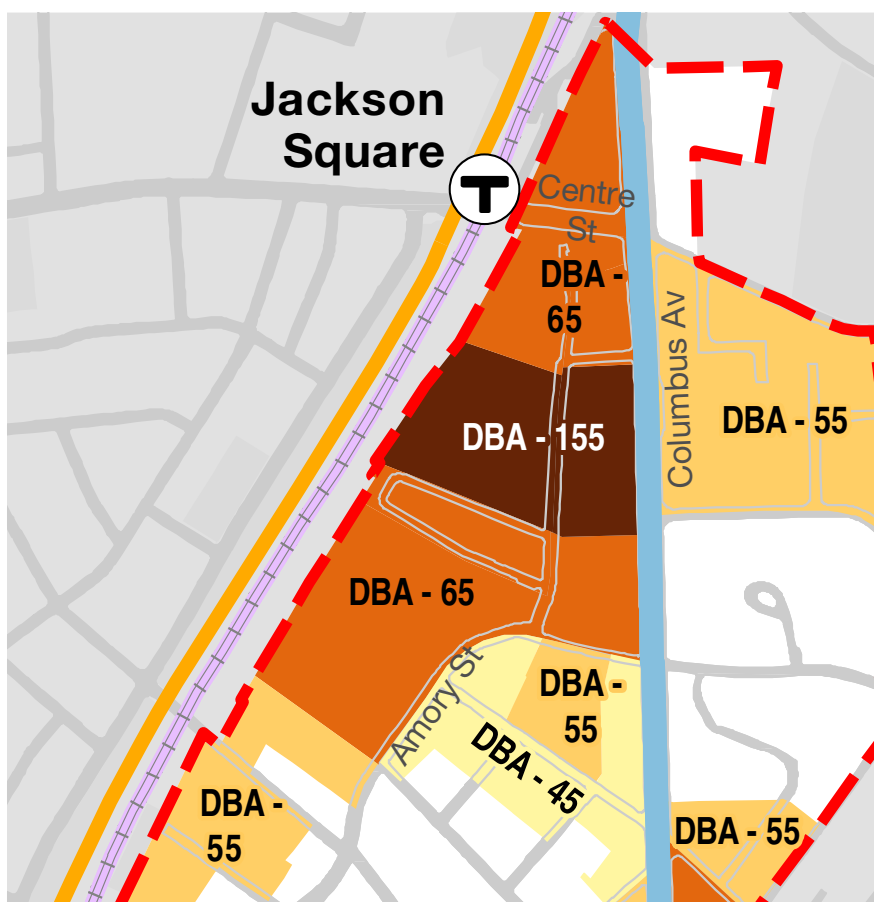 Jackson
Square
T
Centre
St
DBA -
65
Columbus Av
DBA - 155
DBA - 55
DBA - 65
Amory St
DBA -
55
DBA - 45
DBA -
55
DBA - 55